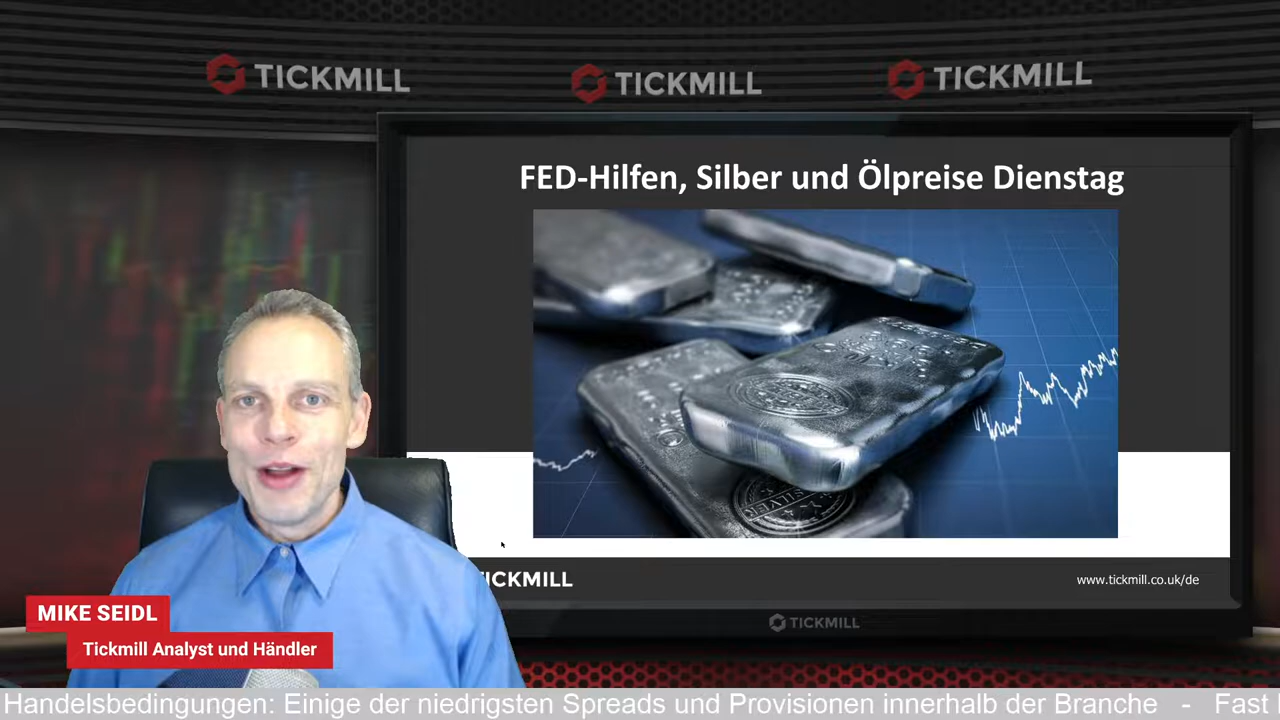 TICKMILL
TICKMILL
TICKMILL
FED-Hilfen, Silber und Ölpreise Dienstag
SILVER
TICKMILL
www.tickmill.co.uk/de
TICKMILL
MIKE SEIDL
Tickmill Analyst und Händler
Handelsbedingungen: Einige der niedrigsten Spreads und Provisionen innerhalb der Branche - Fast